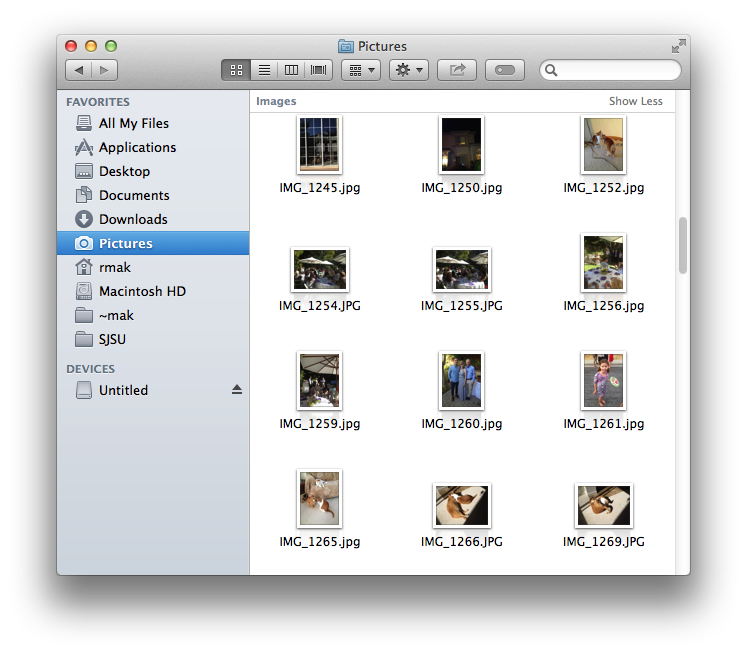 Pictures
FAVORITES
All My Files
Applications
Desktop
Documents
Downloads
Pictures
rmak
Macintosh HD
~mak
SJSU
DEVICES
Untitled
Images Show Less
IMG_1245.jpg IMG_1250.jpg IMG_1252.jpg
IMG_1254.JPG IMG_1255.JPG IMG_1256.jpg
IMG_1259.jpg IMG_1260.jpg IMG_1261.jpg
IMG_1265.jpg IMG_1266.JPG IMG_1269.JPG